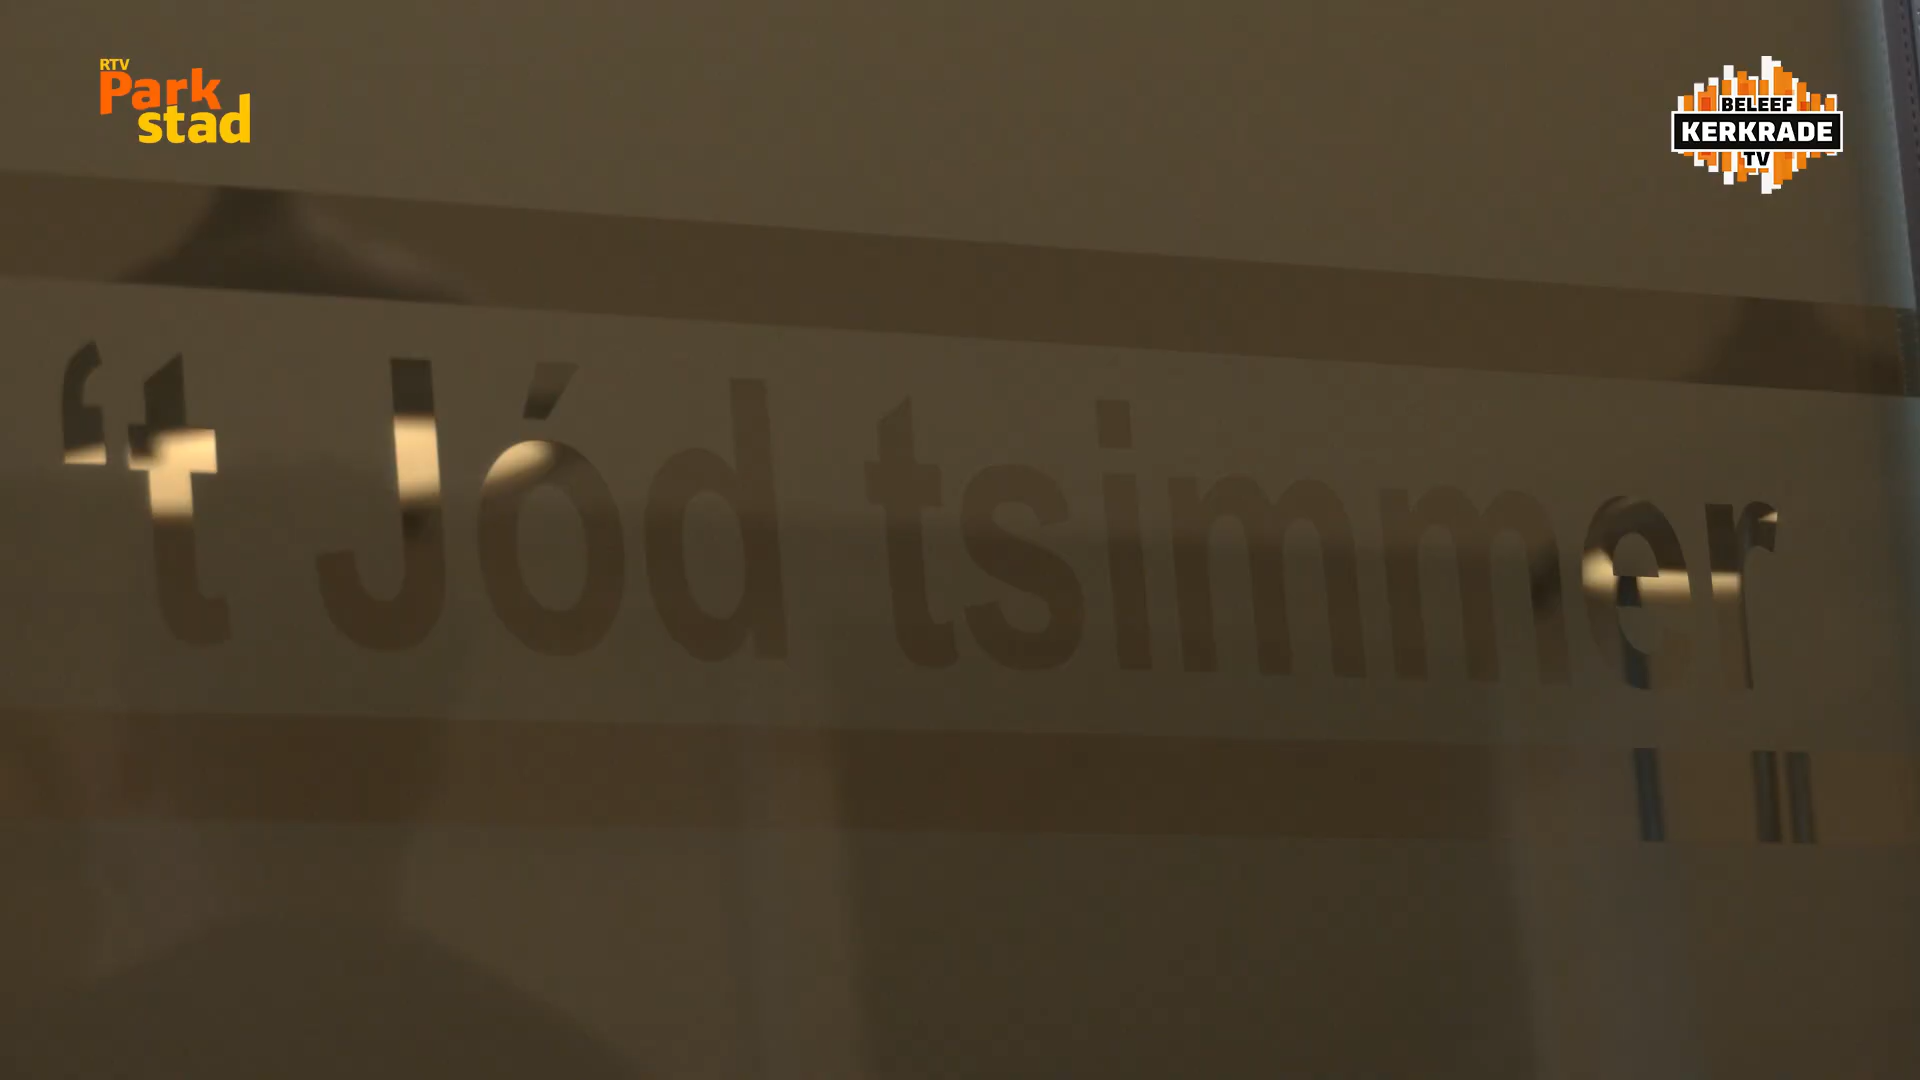 RTV
Park
stad
BELEEF
KERKRADE
TV
‘t Jód tsimmer